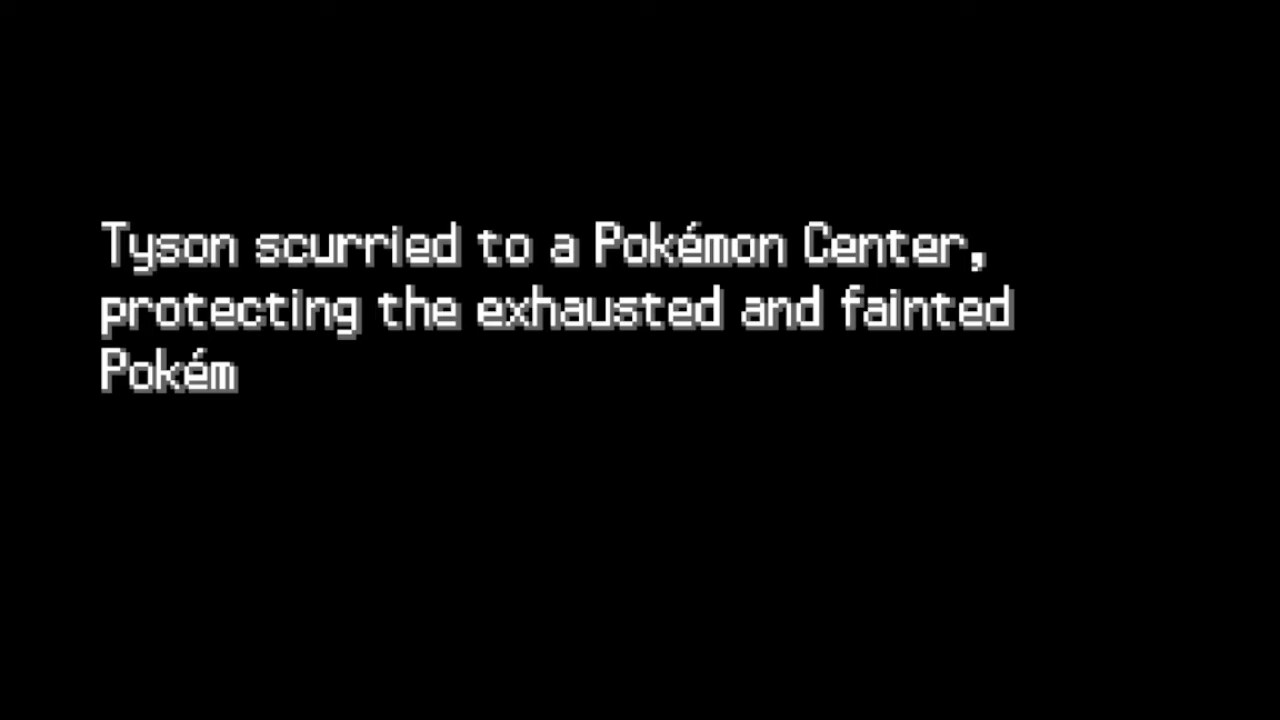 Tyson scurried to a Pokémon Center,
protecting the exhausted and fainted
Pokém